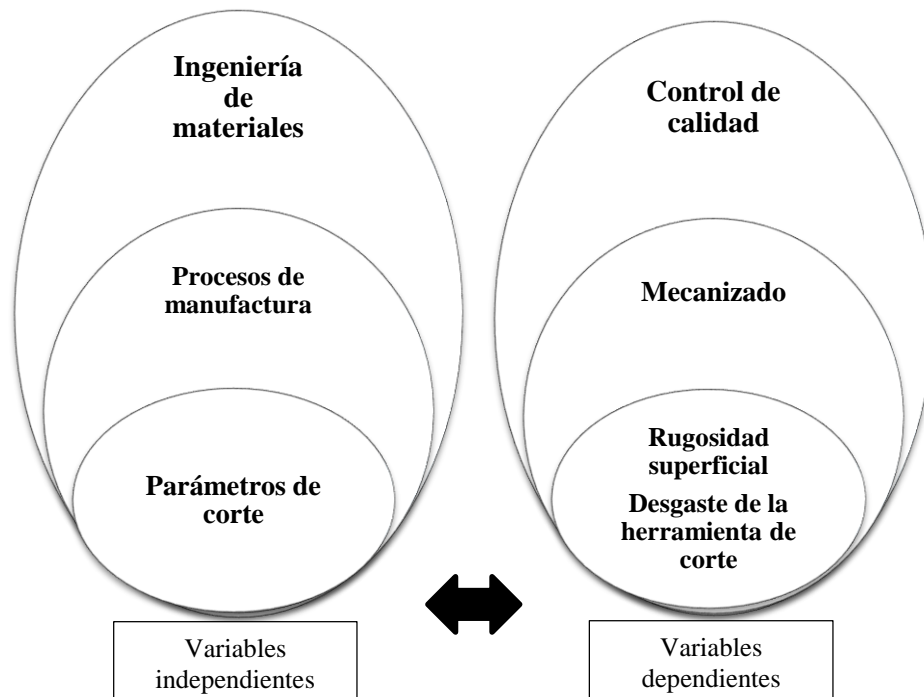 Ingeniería
de
materiales
Procesos de
manufactura
Parámetros de
corte
Variables
independientes
Control de
calidad
Mecanizado
Rugosidad
superficial
Desgaste de la
herramienta de
corte
Variables
dependientes